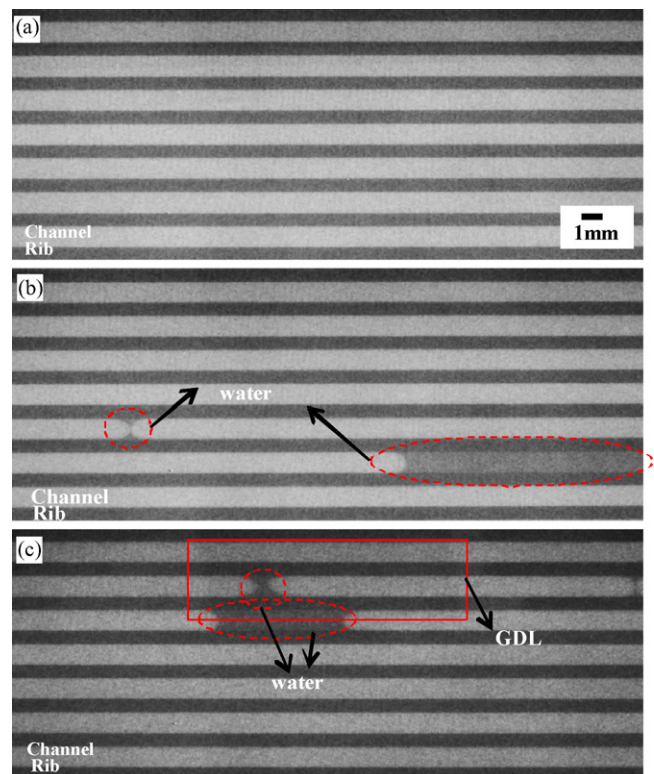 (a)
1mm
Channel
Rib
(b)
water
Channel
Rib
(c)
GDL
water
Channel
Rib